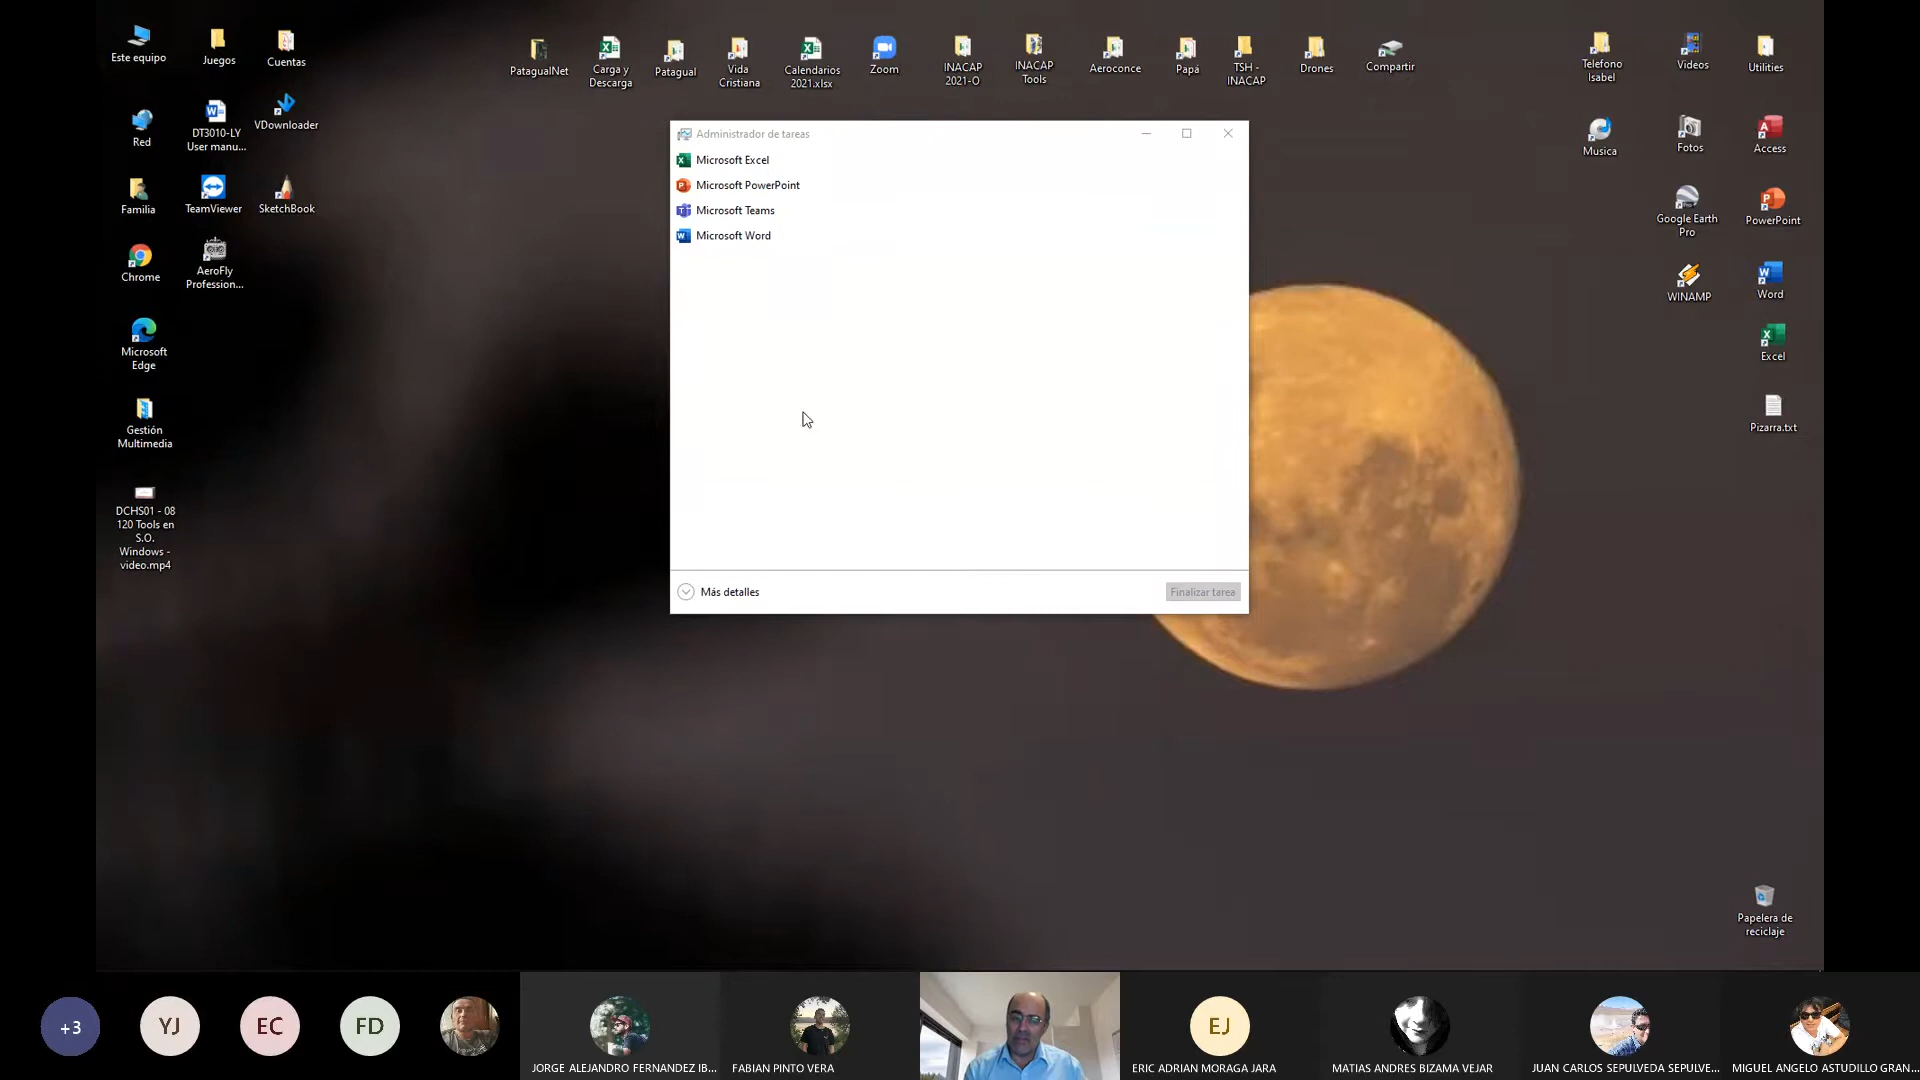 Este equipo
Juegos
Cuentas
PatagualNet
Carga y
Descarga
Patagual
Vida
Cristiana
Calendarios
2021.xlsx
Zoom
INACAP
2021-O
INACAP
Tools
Aeroconce
Papá
TSH -
INACAP
Drones
Compartir
Telefono
Isabel
Videos
Utilities
Red
DT3010-LY
User manu...
VDownloader
Musica
Fotos
Access
Familia
TeamViewer
SketchBook
Google Earth
Pro
PowerPoint
Chrome
AeroFly
Profession...
WINAMP
Word
Microsoft
Edge
Excel
Gestión
Multimedia
Pizarra.txt
DCHS01 - 08
120 Tools en
S.O.
Windows -
video.mp4
Papelera de
reciclaje
Administrador de tareas
Microsoft Excel
Microsoft PowerPoint
Microsoft Teams
Microsoft Word
Más detalles
Finalizar tarea
+3
YJ
EC
FD
EJ
JORGE ALEJANDRO FERNANDEZ IB...
FABIAN PINTO VERA
ERIC ADRIAN MORAGA JARA
MATIAS ANDRES BIZAMA VEJAR
JUAN CARLOS SEPULVEDA SEPULVE...
MIGUEL ANGELO ASTUDILLO GRAN...